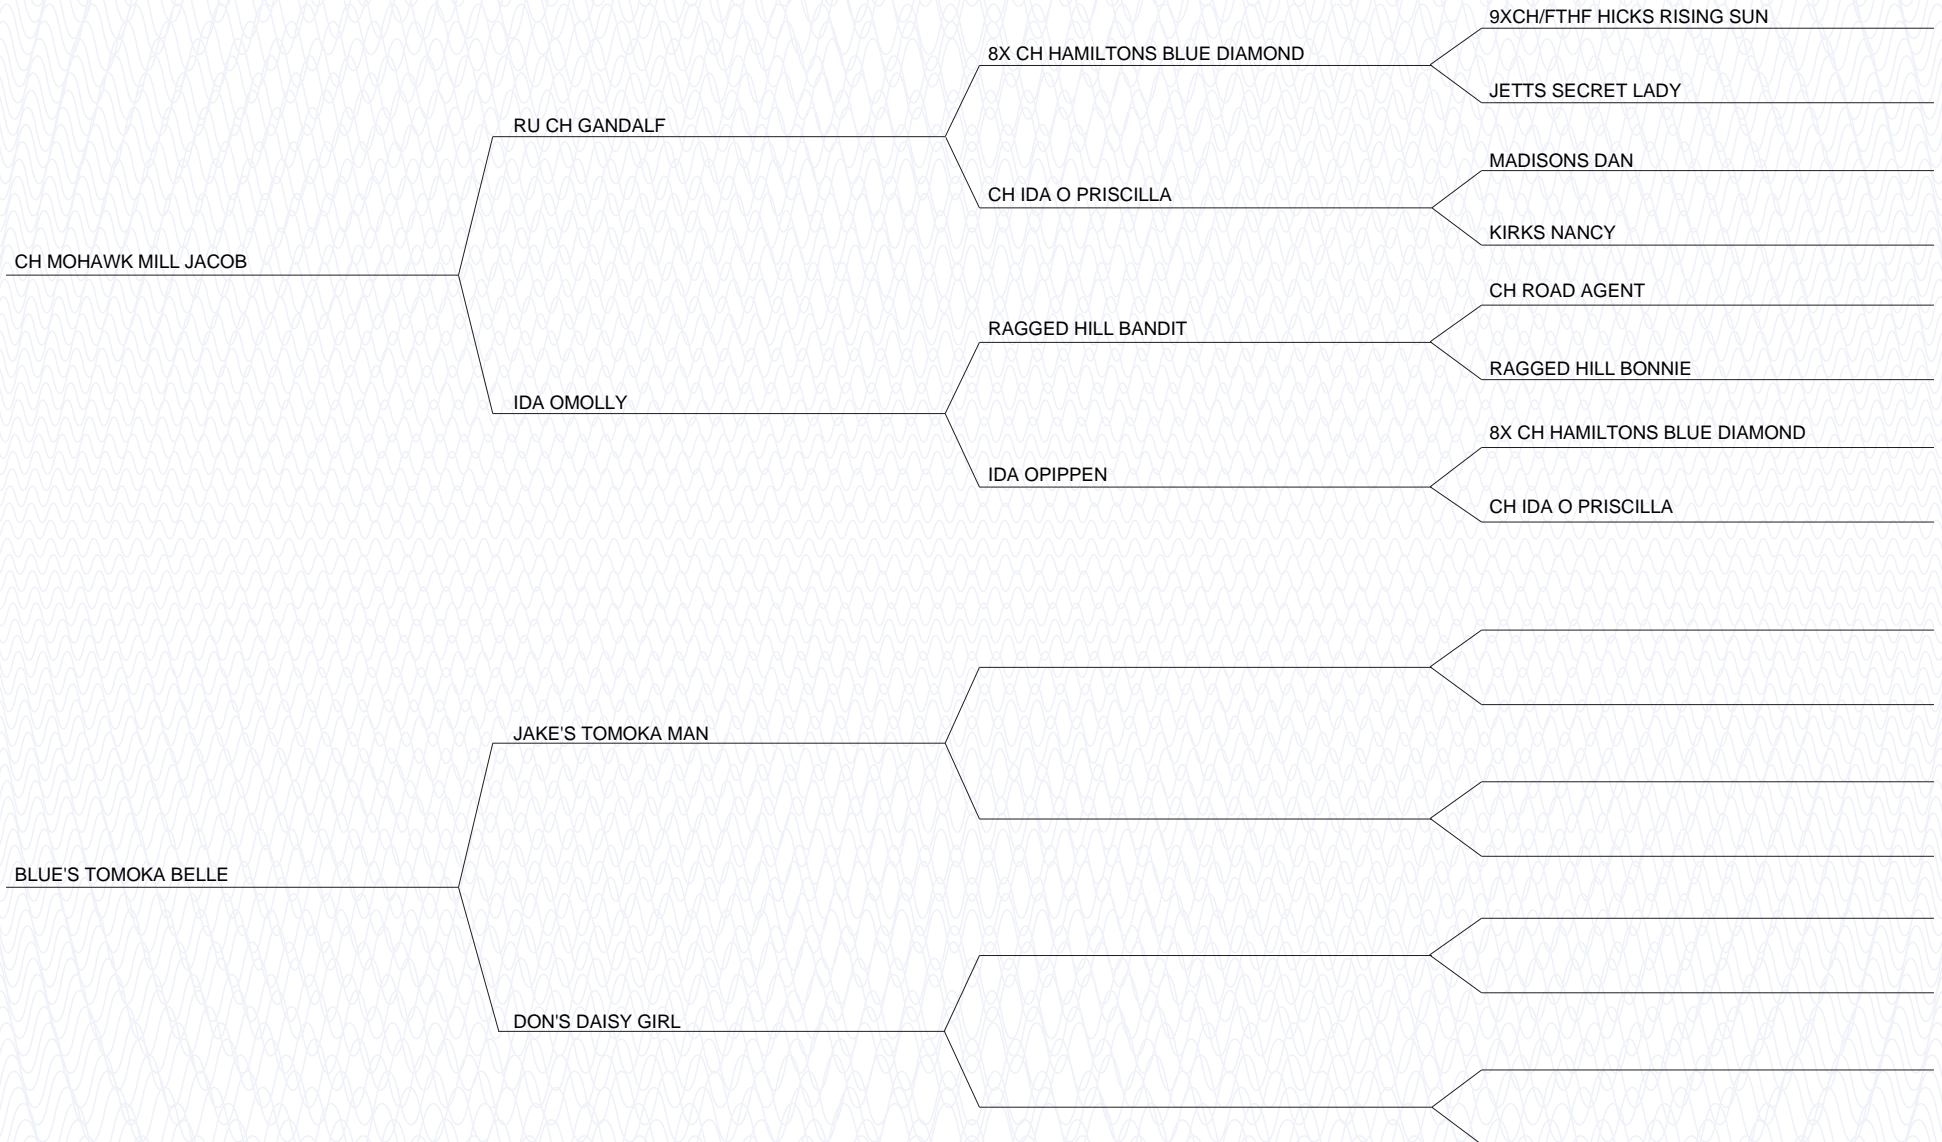 9XCH/FTHF HICKS RISING SUN
8X CH HAMILTONS BLUE DIAMOND
JETTS SECRET LADY
RU CH GANDALF
MADISONS DAN
CH IDA O PRISCILLA
KIRKS NANCY
CH MOHAWK MILL JACOB
CH ROAD AGENT
RAGGED HILL BANDIT
RAGGED HILL BONNIE
IDA OMOLLY
8X CH HAMILTONS BLUE DIAMOND
IDA OPIPPEN
CH IDA O PRISCILLA
JAKE'S TOMOKA MAN
BLUE'S TOMOKA BELLE
DON'S DAISY GIRL